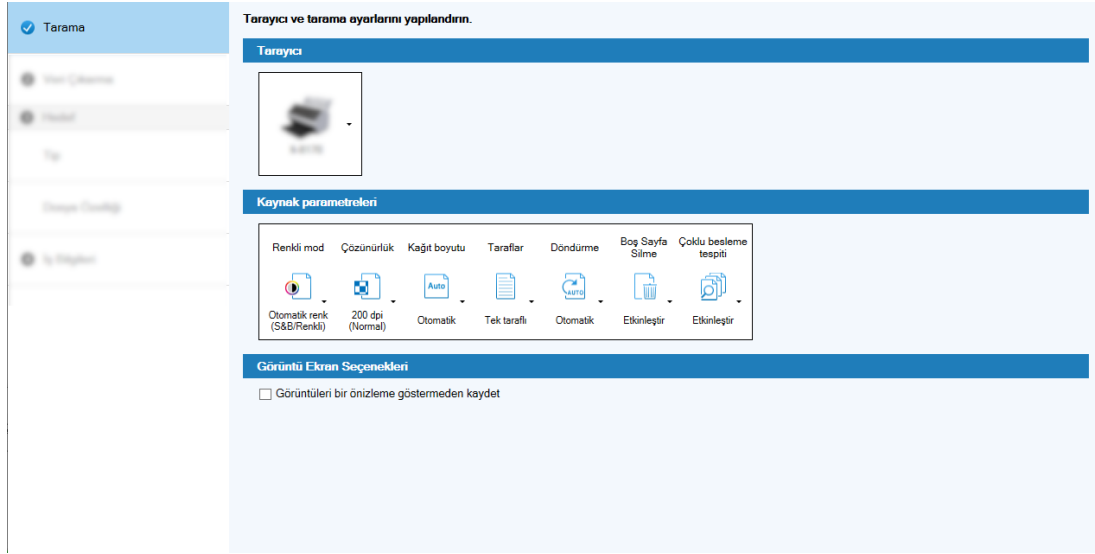 Tarama
Tarayıcı ve tarama ayarlarını yapılandırın.
Tarayıcı
Kaynak parametreleri
Renkli mod
Çözünürlük
Kağıt boyutu
Taraflar
Döndürme
Boş Sayfa
Silme
Çoklu besleme
tespiti
Auto
AUTO
Otomatik renk
(S&B/Renkli)
200 dpi
(Normal)
Otomatik
Tek taraflı
Otomatik
Etkinleştir
Etkinleştir
Görüntü Ekran Seçenekleri
Görüntüleri bir önizleme göstermeden kaydet